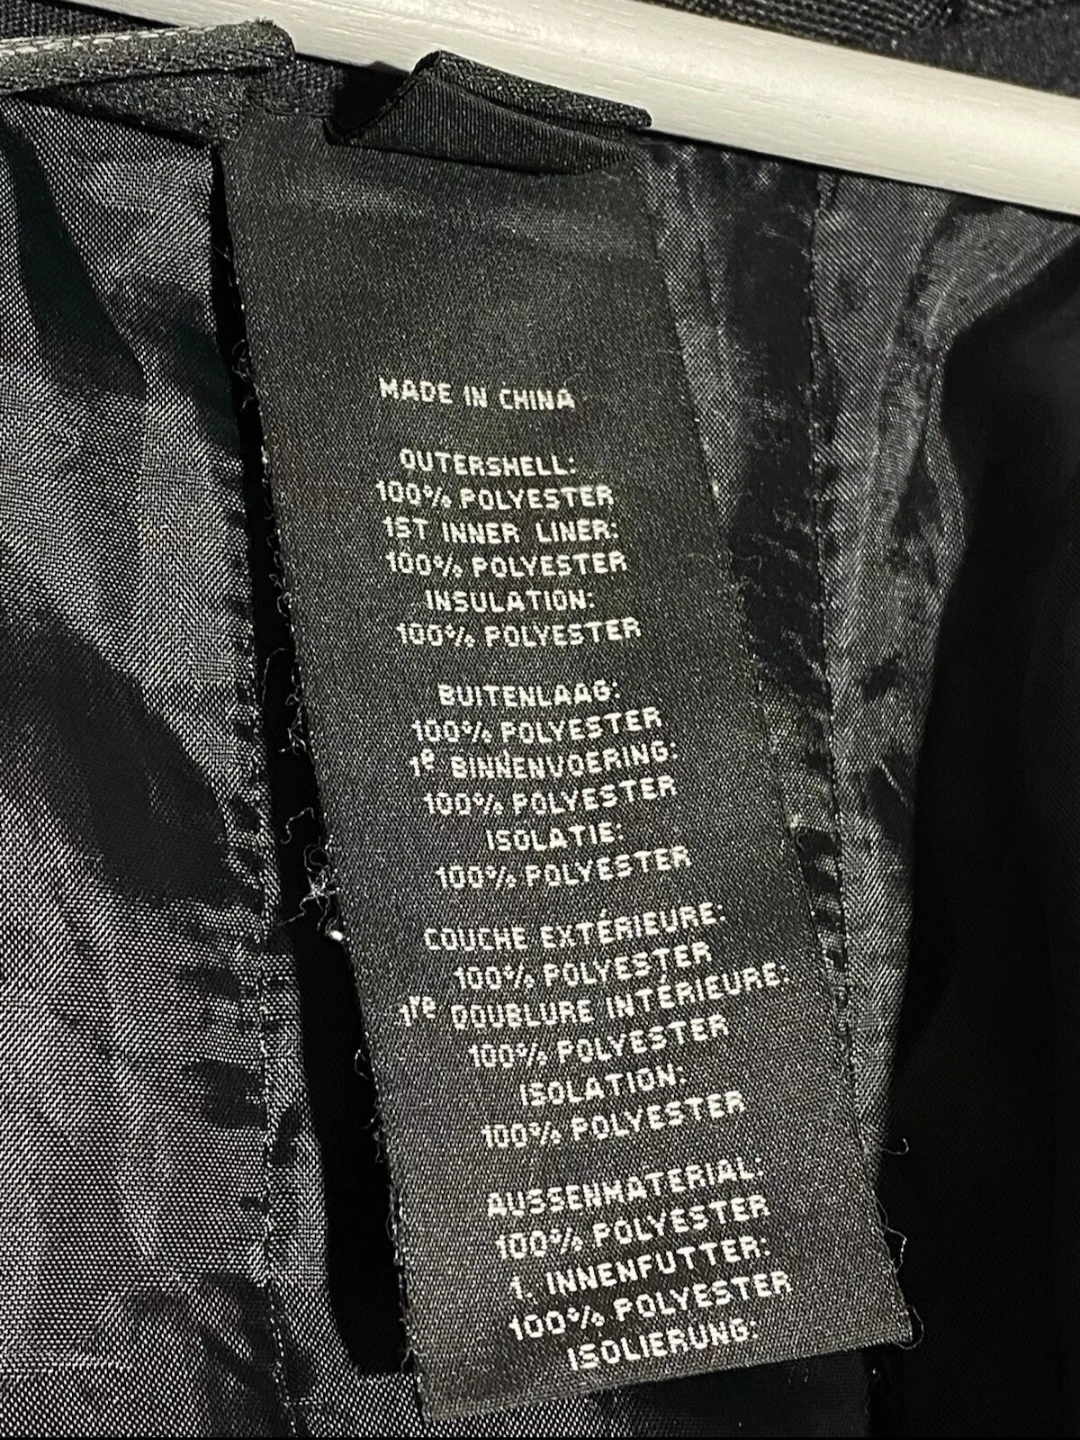 MADE IN CHINA
OUTERSHELL:
100% POLYESTER
1ST INNER LINER:
100% POLYESTER
INSULATION:
100% POLYESTER
BUITENLAAG:
100% POLYESTER
1e BINNENVOERING:
100% POLYESTER
ISOLATIE:
100% POLYESTER
COUCHE EXTÉRIEURE:
100% POLYESTER
1re DOUBLURE INTÉRIEURE:
100% POLYESTER
ISOLATION:
100% POLYESTER
AUSSENMATERIAL:
100% POLYESTER
1. INNENFUTTER:
100% POLYESTER
ISOLIERUNG: